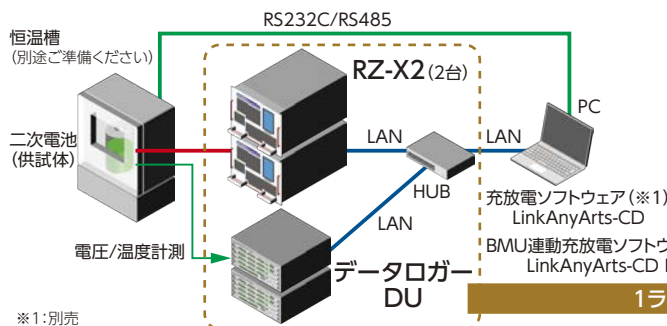 RS232C/RS485
恒温槽
(別途ご準備ください)
RZ-X2(2台)
PC
LAN
LAN
二次電池
(供試体)
HUB
充放電ソフトウェア(※1)
LinkAnyArts-CD
LAN
電圧/温度計測
BMU連動充放電ソフトウ
LinkAnyArts-CD
データロガー
DU
1ラ
※1:別売